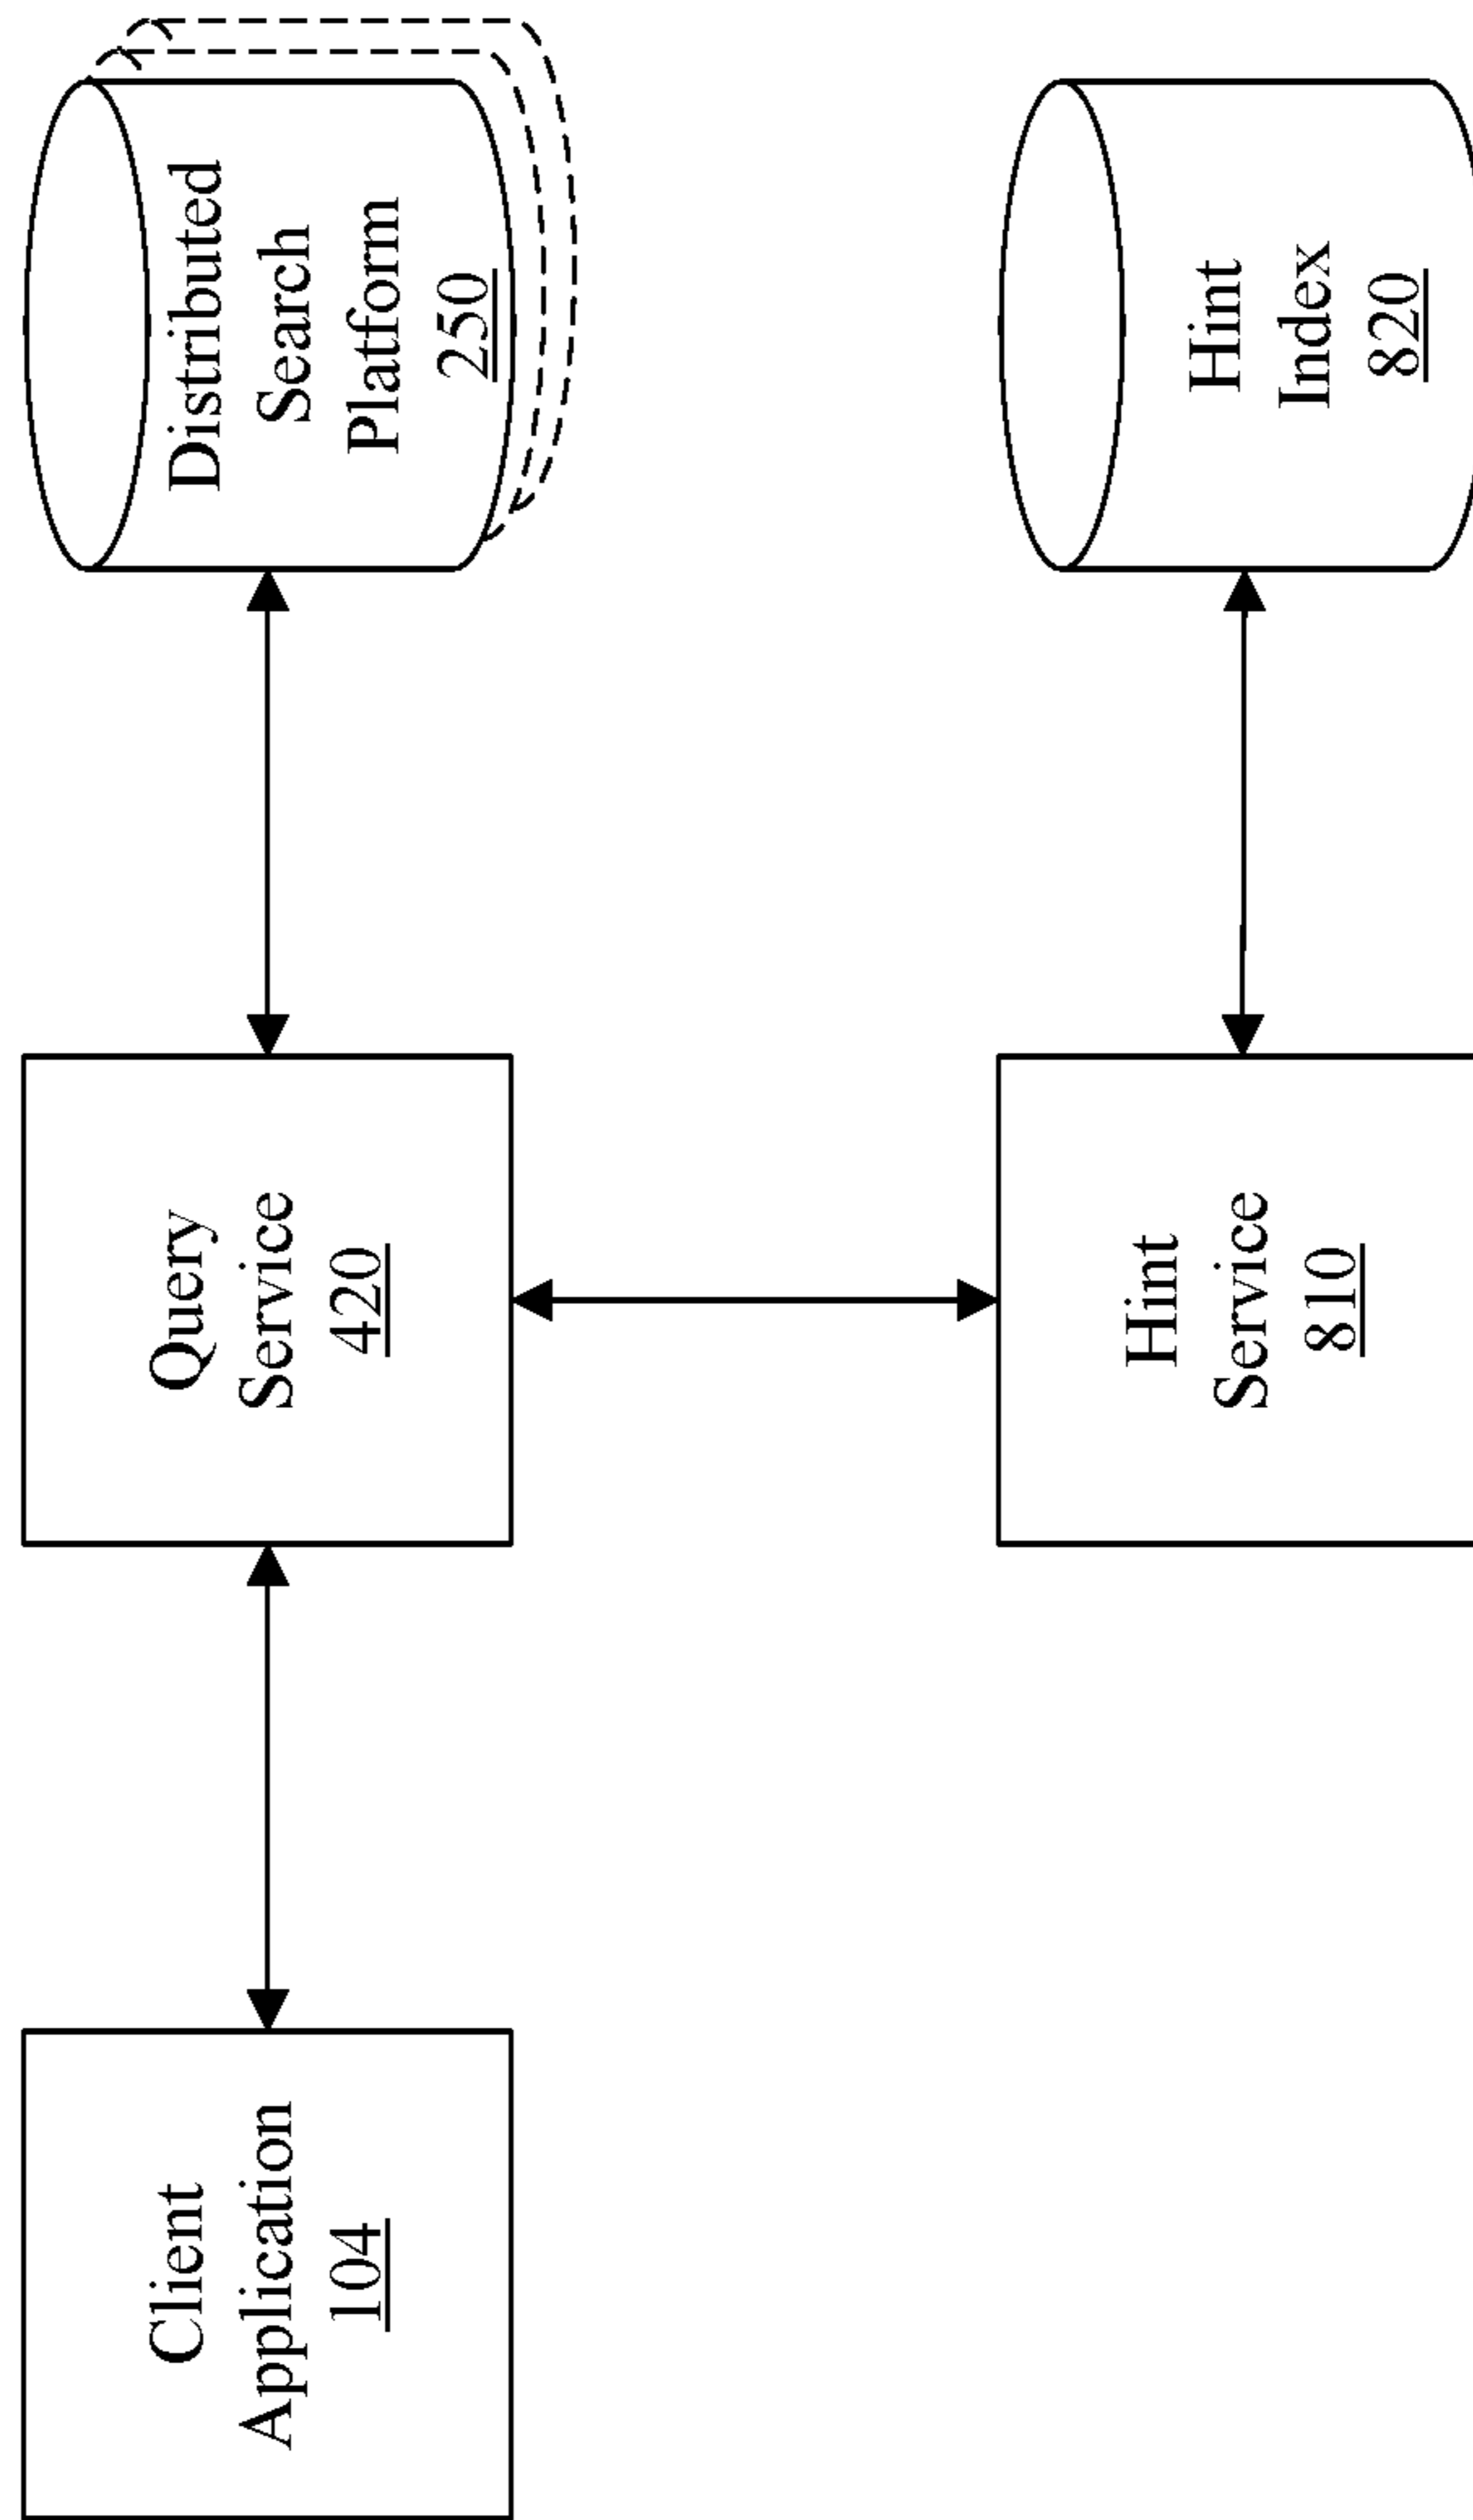 Client
Application
104
Query
Service
420
Distributed
Search
Platform
250
Hint
Service
810
Hint
Index
820